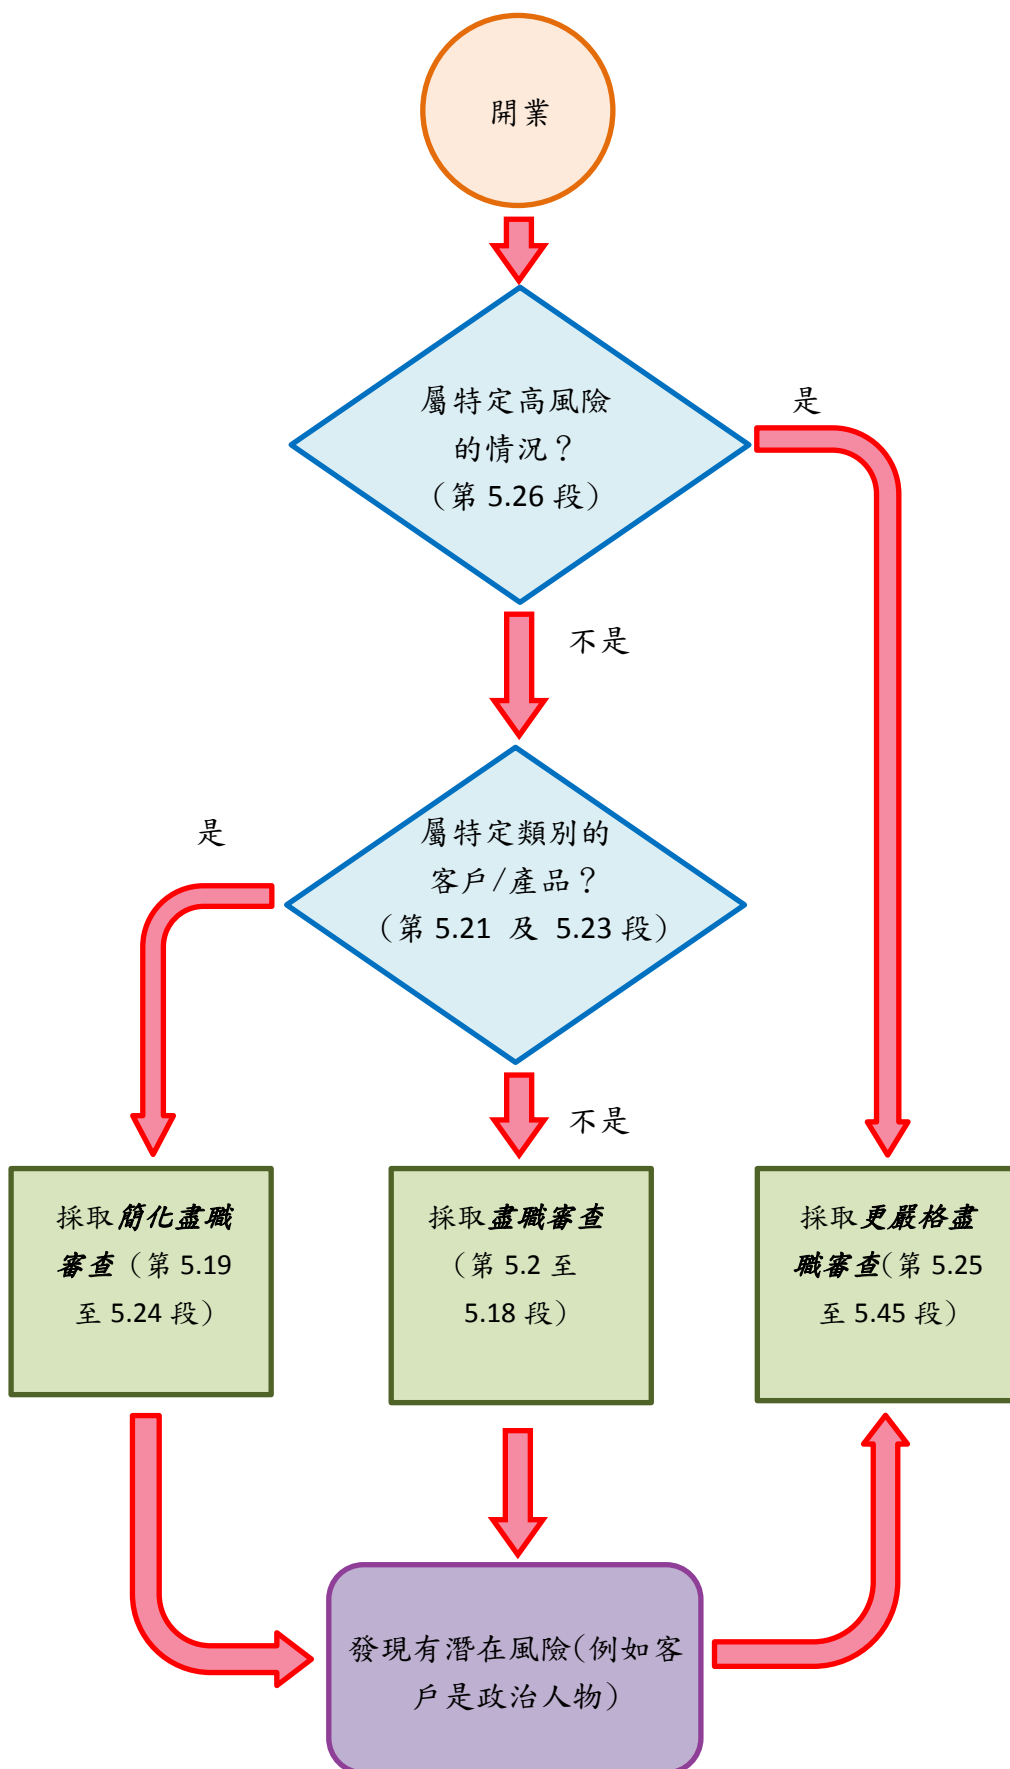 開業
屬特定高風險
的情況？
（第 5.26 段）
是
不是
屬特定類別的
客戶/產品？
（第 5.21 及 5.23 段）
是
不是
採取簡化盡職
審查（第 5.19
至 5.24 段）
採取盡職審查
（第 5.2 至
5.18 段）
採取更嚴格盡
職審查(第 5.25
至 5.45 段）
發現有潛在風險(例如客
戶是政治人物)